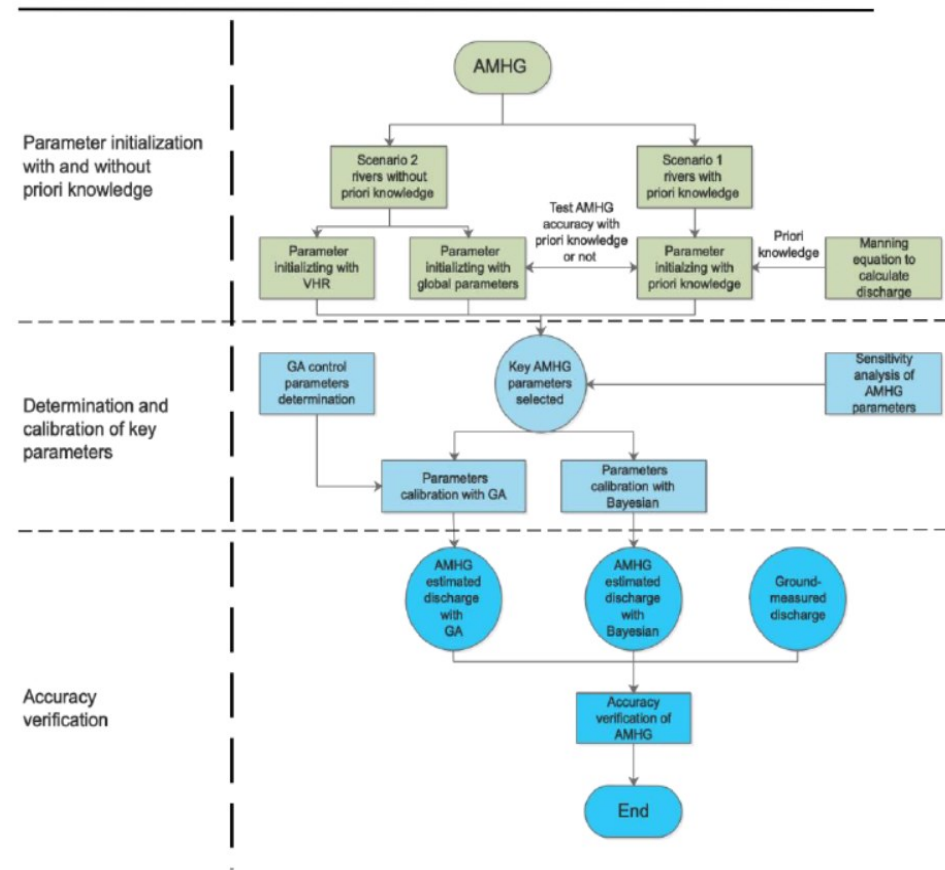 AMHG
Parameter initialization
with and without
priori knowledge
Scenario 2
rivers without
priori knowledge
Scenario 1
rivers with
priori knowledge
Test AMHG
accuracy with
priori knowledge
or not
Parameter
initializting with
VHR
Parameter
initializting with
global parameters
Parameter
initialzing with
priori knowledge
Priori
knowledge
Manning
equation to
calculate
discharge
Determination and
calibration of key
parameters
GA control
parameters
determination
Key AMHG
parameters
selected
Sensitivity
analysis of
AMHG
parameters
Parameters
calibration with GA
Parameters
calibration with
Bayesian
Accuracy
verification
AMHG
estimated
discharge
with
GA
AMHG
estimated
discharge
with
Bayesian
Ground-
measured
discharge
Accuracy
verification of
AMHG
End